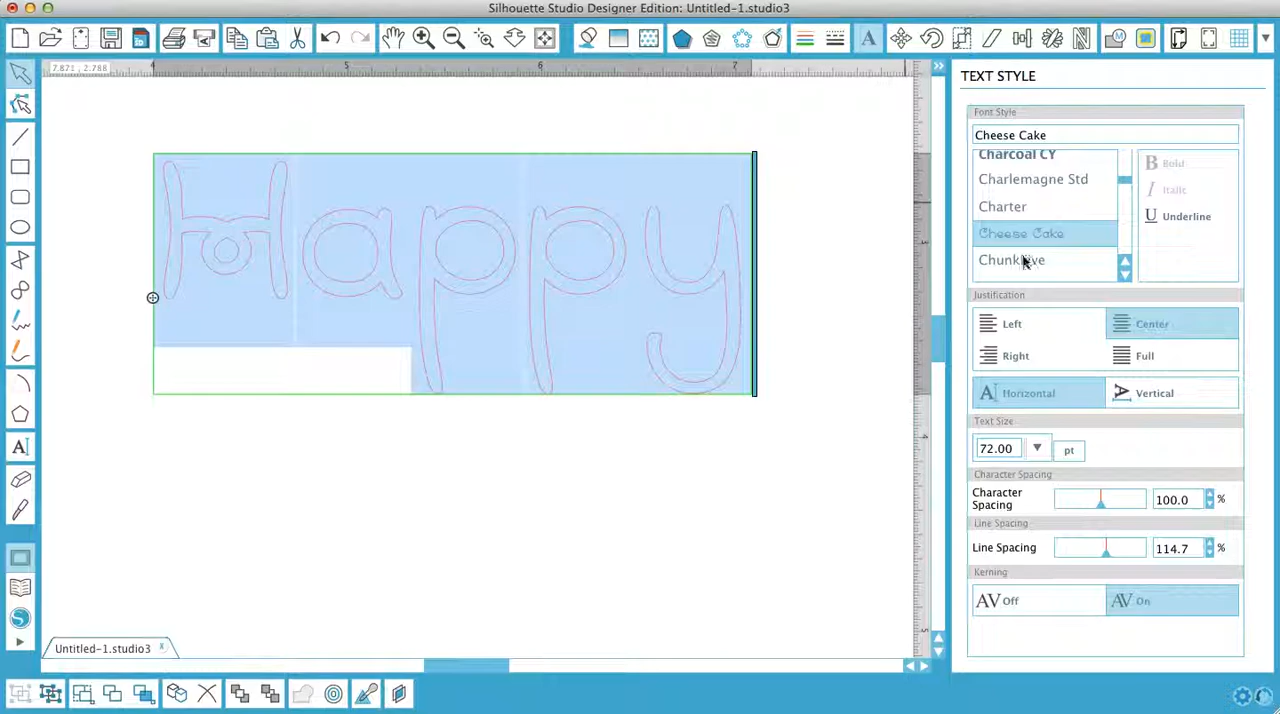 Silhouette Studio Designer Edition: Untitled-1.studio3
7.871 , 2.788
4 5 6 7
TEXT STYLE
Font Style
Cheese Cake
Charcoal CY
Charlemagne Std
Charter
Cheese Cake
B Bold
I Italic
U Underline
Happy
Justification
Left
Center
Right
Full
Horizontal
Vertical
Text Size
72.00
pt
Character Spacing
Character
Spacing
100.0 %
Line Spacing
Line Spacing
114.7 %
Kerning
AV Off
AV On
Untitled-1.studio3 x